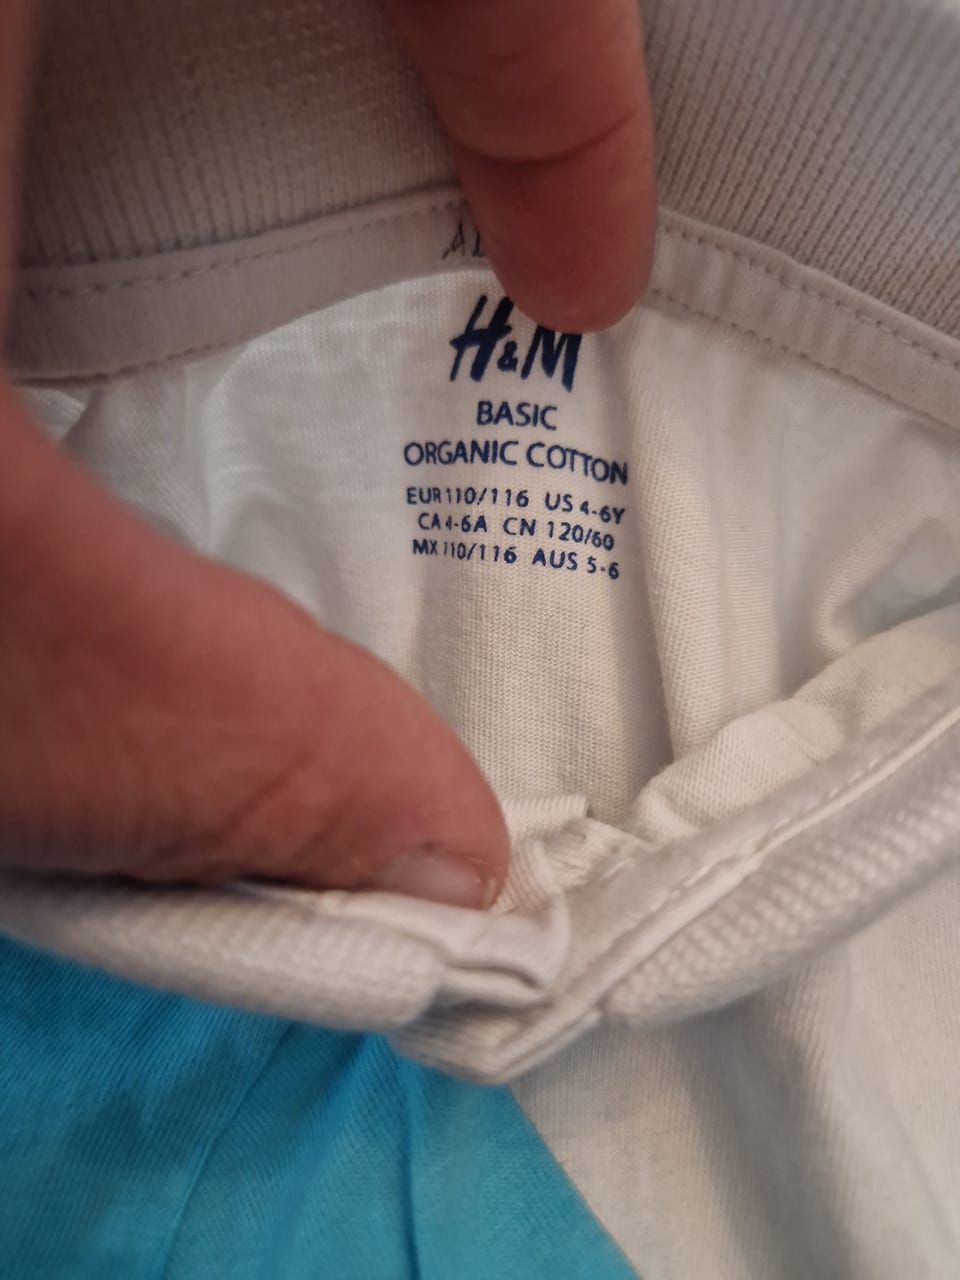 H&M
BASIC
ORGANIC COTTON
EUR 110/116 US 4-6Y
CA 4-6A CN 120/60
MX 110/116 AUS 5-6